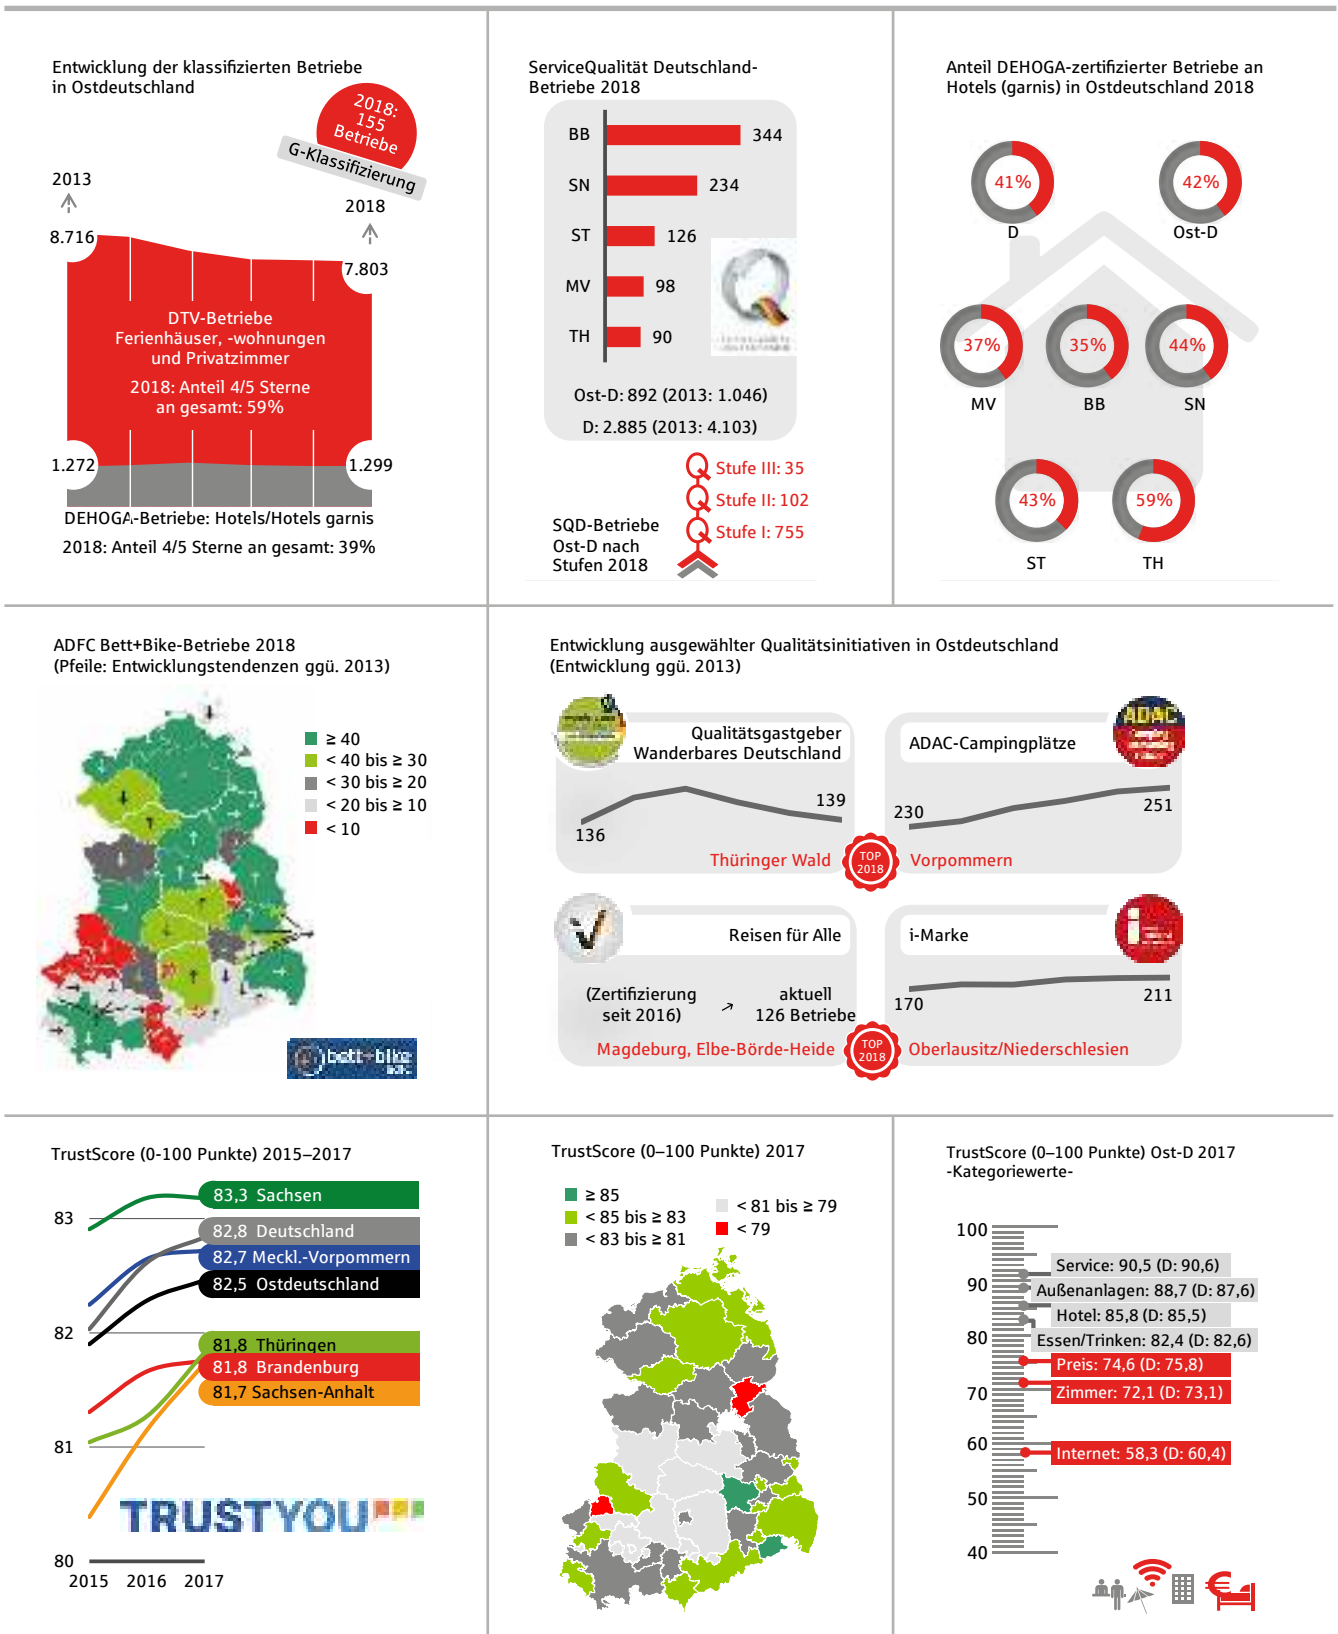 Entwicklung der klassifizierten Betriebe
in Ostdeutschland
2018:
155
Betriebe
G-Klassifizierung
2013
2018
8.716
7.803
DTV-Betriebe
Ferienhäuser, -wohnungen
und Privatzimmer
2018: Anteil 4/5 Sterne
an gesamt: 59%
1.272
1.299
DEHOGA-Betriebe: Hotels/Hotels garnis
2018: Anteil 4/5 Sterne an gesamt: 39%
ServiceQualität Deutschland-
Betriebe 2018
BB 344
SN 234
ST 126
MV 98
TH 90
Ost-D: 892 (2013: 1.046)
D: 2.885 (2013: 4.103)
Stufe III: 35
Stufe II: 102
Stufe I: 755
SQD-Betriebe
Ost-D nach
Stufen 2018
Anteil DEHOGA-zertifizierter Betriebe an
Hotels (garnis) in Ostdeutschland 2018
41% 42%
D Ost-D
37% 35% 44%
MV BB SN
43% 59%
ST TH
ADFC Bett+Bike-Betriebe 2018
(Pfeile: Entwicklungstendenzen ggü. 2013)
≥ 40
< 40 bis ≥ 30
< 30 bis ≥ 20
< 20 bis ≥ 10
< 10
bett+bike
Entwicklung ausgewählter Qualitätsinitiativen in Ostdeutschland
(Entwicklung ggü. 2013)
Qualitätsgastgeber
Wanderbares Deutschland
136
139
Thüringer Wald
TOP
2018
ADAC
ADAC-Campingplätze
230
251
Vorpommern
Reisen für Alle
(Zertifizierung
seit 2016)
aktuell
126 Betriebe
Magdeburg, Elbe-Börde-Heide
TOP
2018
i-Marke
170
211
Oberlausitz/Niederschlesien
TrustScore (0-100 Punkte) 2015–2017
83,3 Sachsen
83
82,8 Deutschland
82,7 Meckl.-Vorpommern
82,5 Ostdeutschland
82
81,8 Thüringen
81,8 Brandenburg
81,7 Sachsen-Anhalt
81
TRUSTYOU
80
2015 2016 2017
TrustScore (0–100 Punkte) 2017
≥ 85
< 85 bis ≥ 83
< 83 bis ≥ 81
< 81 bis ≥ 79
< 79
TrustScore (0–100 Punkte) Ost-D 2017
-Kategoriewerte-
100
90
80
70
60
50
40
Service: 90,5 (D: 90,6)
Außenanlagen: 88,7 (D: 87,6)
Hotel: 85,8 (D: 85,5)
Essen/Trinken: 82,4 (D: 82,6)
Preis: 74,6 (D: 75,8)
Zimmer: 72,1 (D: 73,1)
Internet: 58,3 (D: 60,4)